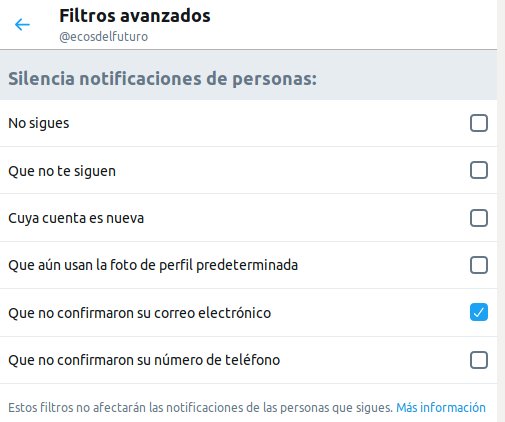 Filtros avanzados
@ecosdelfuturo
Silencia notificaciones de personas:
No sigues
Que no te siguen
Cuya cuenta es nueva
Que aún usan la foto de perfil predeterminada
Que no confirmaron su correo electrónico
Que no confirmaron su número de teléfono
Estos filtros no afectarán las notificaciones de las personas que sigues. Más información